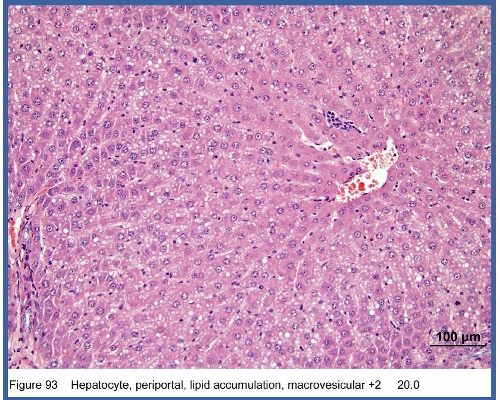 100 µm
Figure 93 Hepatocyte, periportal, lipid accumulation, macrovesicular +2 20.0